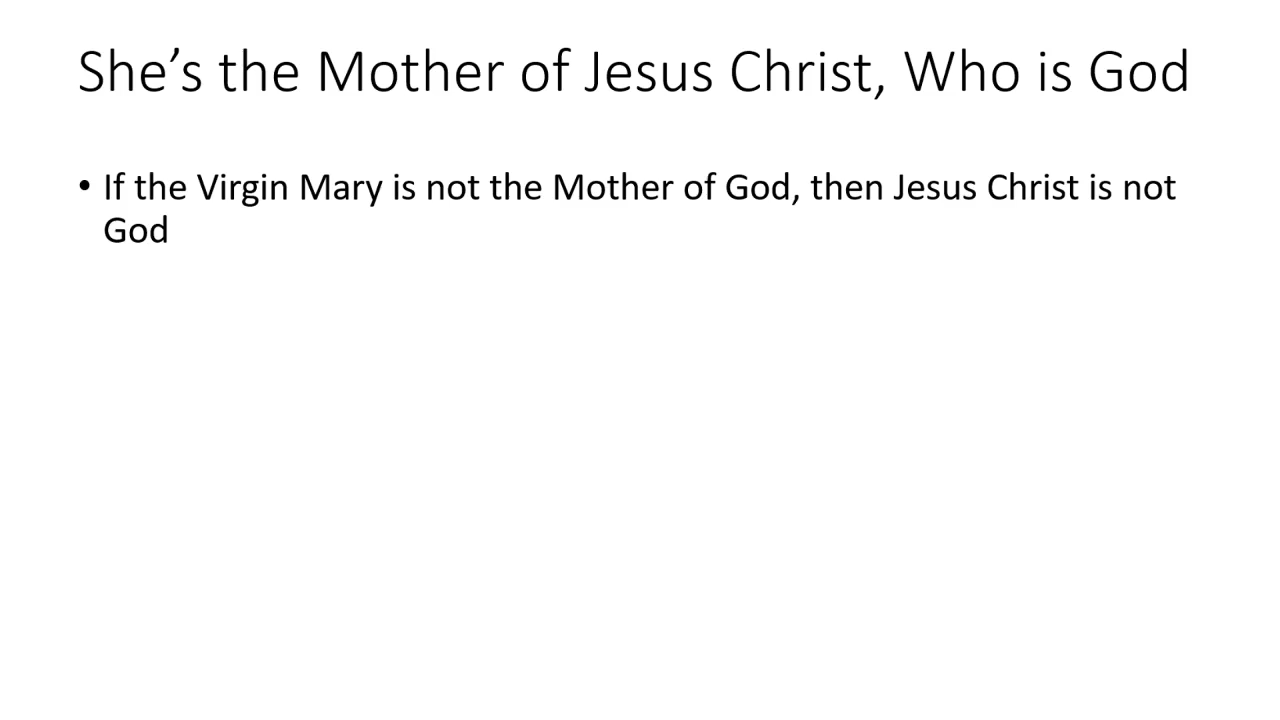 She’s the Mother of Jesus Christ, Who is God
• If the Virgin Mary is not the Mother of God, then Jesus Christ is not
God